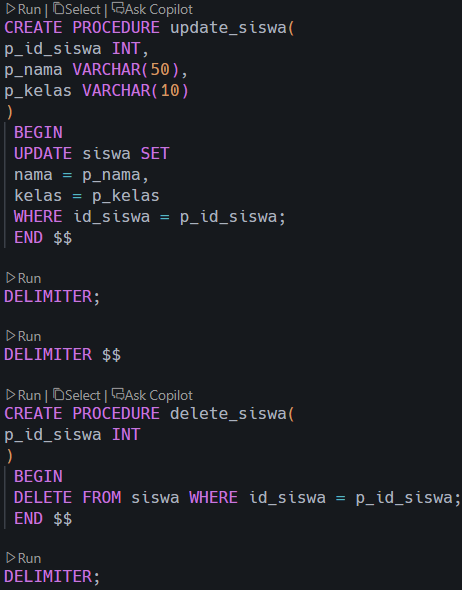 Run | Select | Ask Copilot
CREATE PROCEDURE update_siswa(
p_id_siswa INT,
p_nama VARCHAR(50),
p_kelas VARCHAR(10)
)
BEGIN
UPDATE siswa SET
nama = p_nama,
kelas = p_kelas
WHERE id_siswa = p_id_siswa;
END $$
Run
DELIMITER;
Run
DELIMITER $$
Run | Select | Ask Copilot
CREATE PROCEDURE delete_siswa(
p_id_siswa INT
)
BEGIN
DELETE FROM siswa WHERE id_siswa = p_id_siswa;
END $$
Run
DELIMITER;